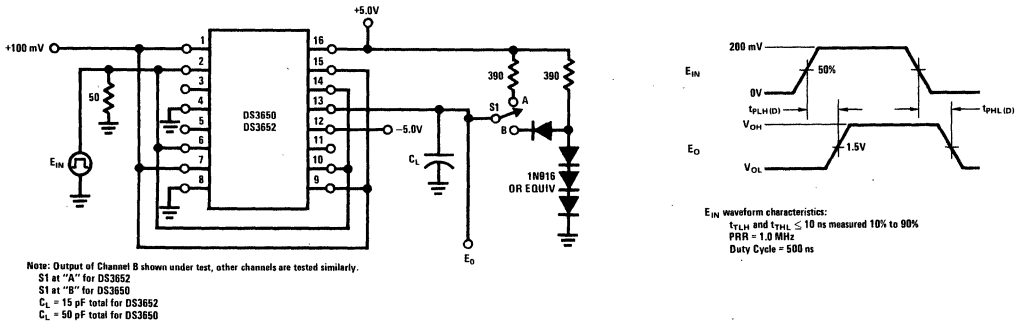 +5.0V
+100 mV
1
2
3
4
5
6
7
8
16
15
14
13
12
11
10
9
DS3650
DS3652
50
E_IN
390
390
S1
A
B
−5.0V
C_L
1N916
OR EQUIV
E_O
Note: Output of Channel B shown under test, other channels are tested similarly.
S1 at "A" for DS3652
S1 at "B" for DS3650
C_L = 15 pF total for DS3652
C_L = 50 pF total for DS3650
200 mV
E_IN
50%
0V
t_PLH(D)
t_PHL(D)
V_OH
E_O
1.5V
V_OL
E_IN waveform characteristics:
t_TLH and t_THL ≤ 10 ns measured 10% to 90%
PRR = 1.0 MHz
Duty Cycle = 500 ns